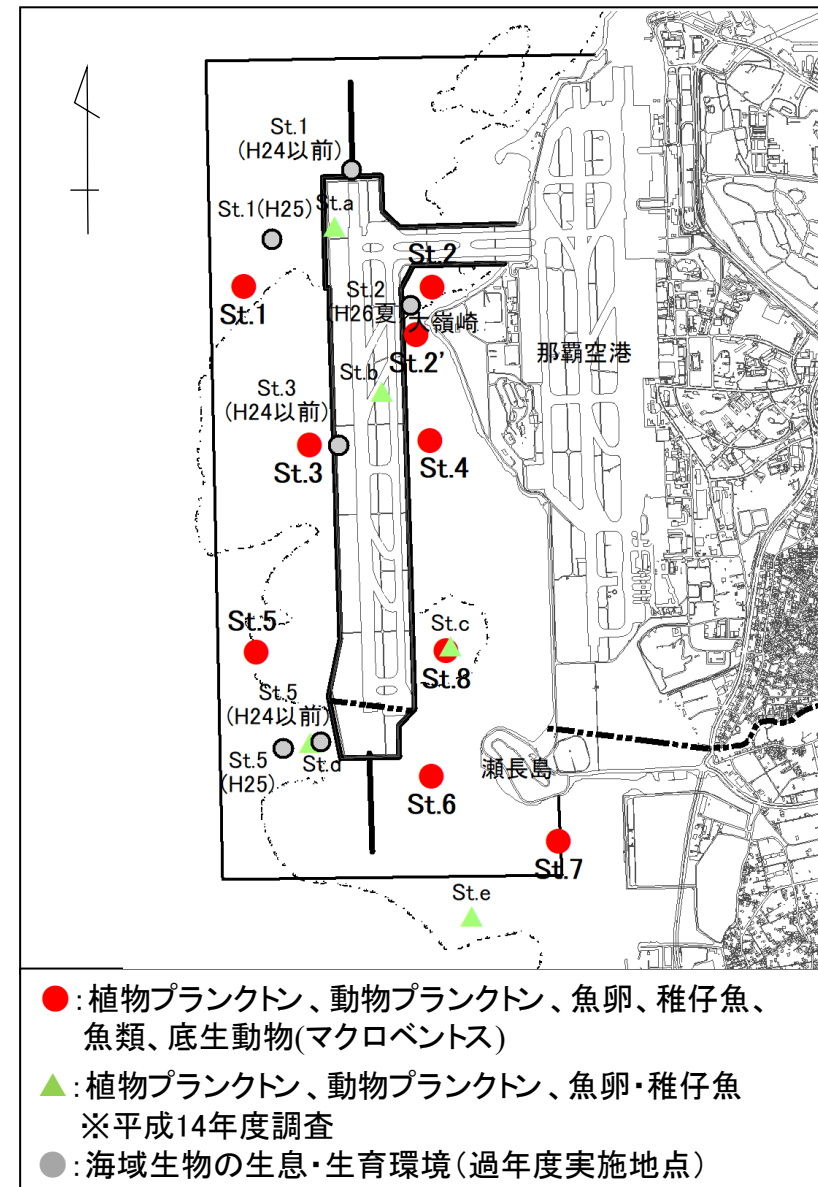 St.1
(H24以前)
St.1(H25)
St.a
St.1
St.2
St.2
(H26夏)
大嶺崎
St.2'
那覇空港
St.b
St.3
(H24以前)
St.3
St.4
St.5
St.c
St.8
St.5
(H24以前)
St.d
St.5
(H25)
瀬長島
St.6
St.7
St.e
●:植物プランクトン、動物プランクトン、魚卵、稚仔魚、
魚類、底生動物(マクロベントス)
▲:植物プランクトン、動物プランクトン、魚卵・稚仔魚
※平成14年度調査
●:海域生物の生息・生育環境(過年度実施地点)